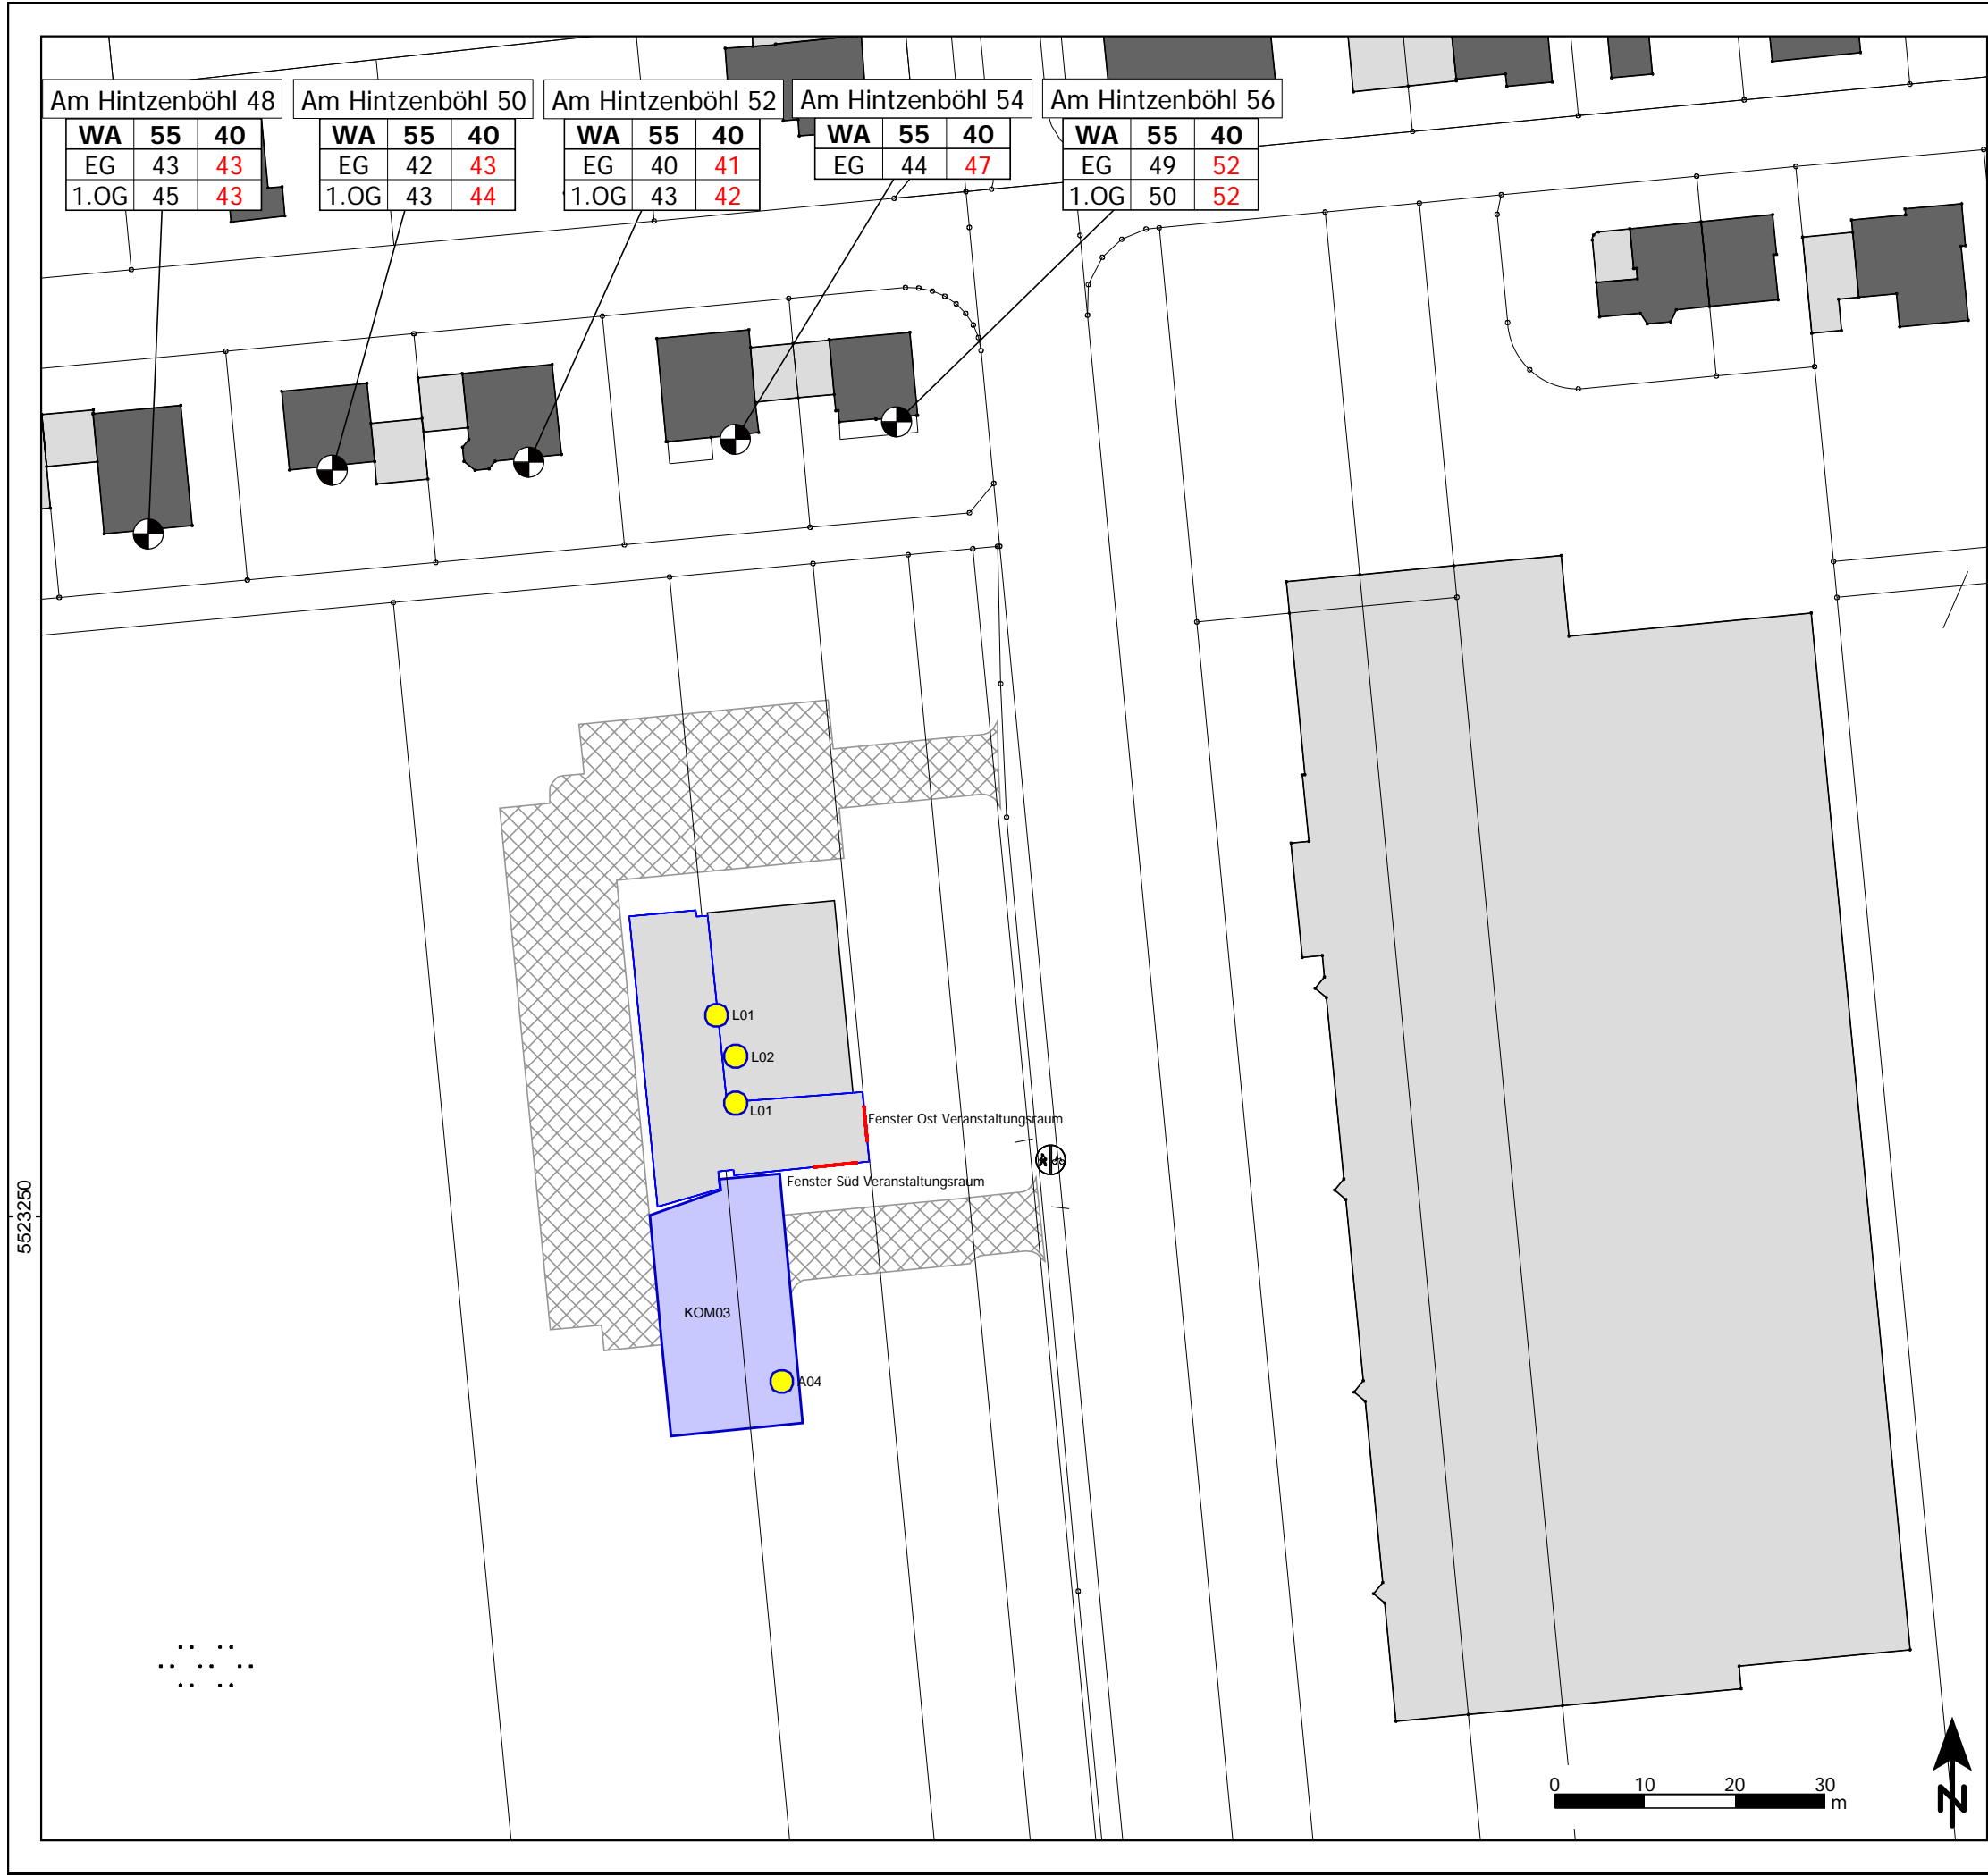 Am Hintzenböhl 48
WA 55 40
EG 43 43
1.OG 45 43
Am Hintzenböhl 50
WA 55 40
EG 42 43
1.OG 43 44
Am Hintzenböhl 52
WA 55 40
EG 40 41
1.OG 43 42
Am Hintzenböhl 54
WA 55 40
EG 44 47
Am Hintzenböhl 56
WA 55 40
EG 49 52
1.OG 50 52
L01
L02
L01
Fenster Ost Veranstaltungsraum
Fenster Süd Veranstaltungsraum
5523250
KOM03
A04
0 10 20 30
m
N